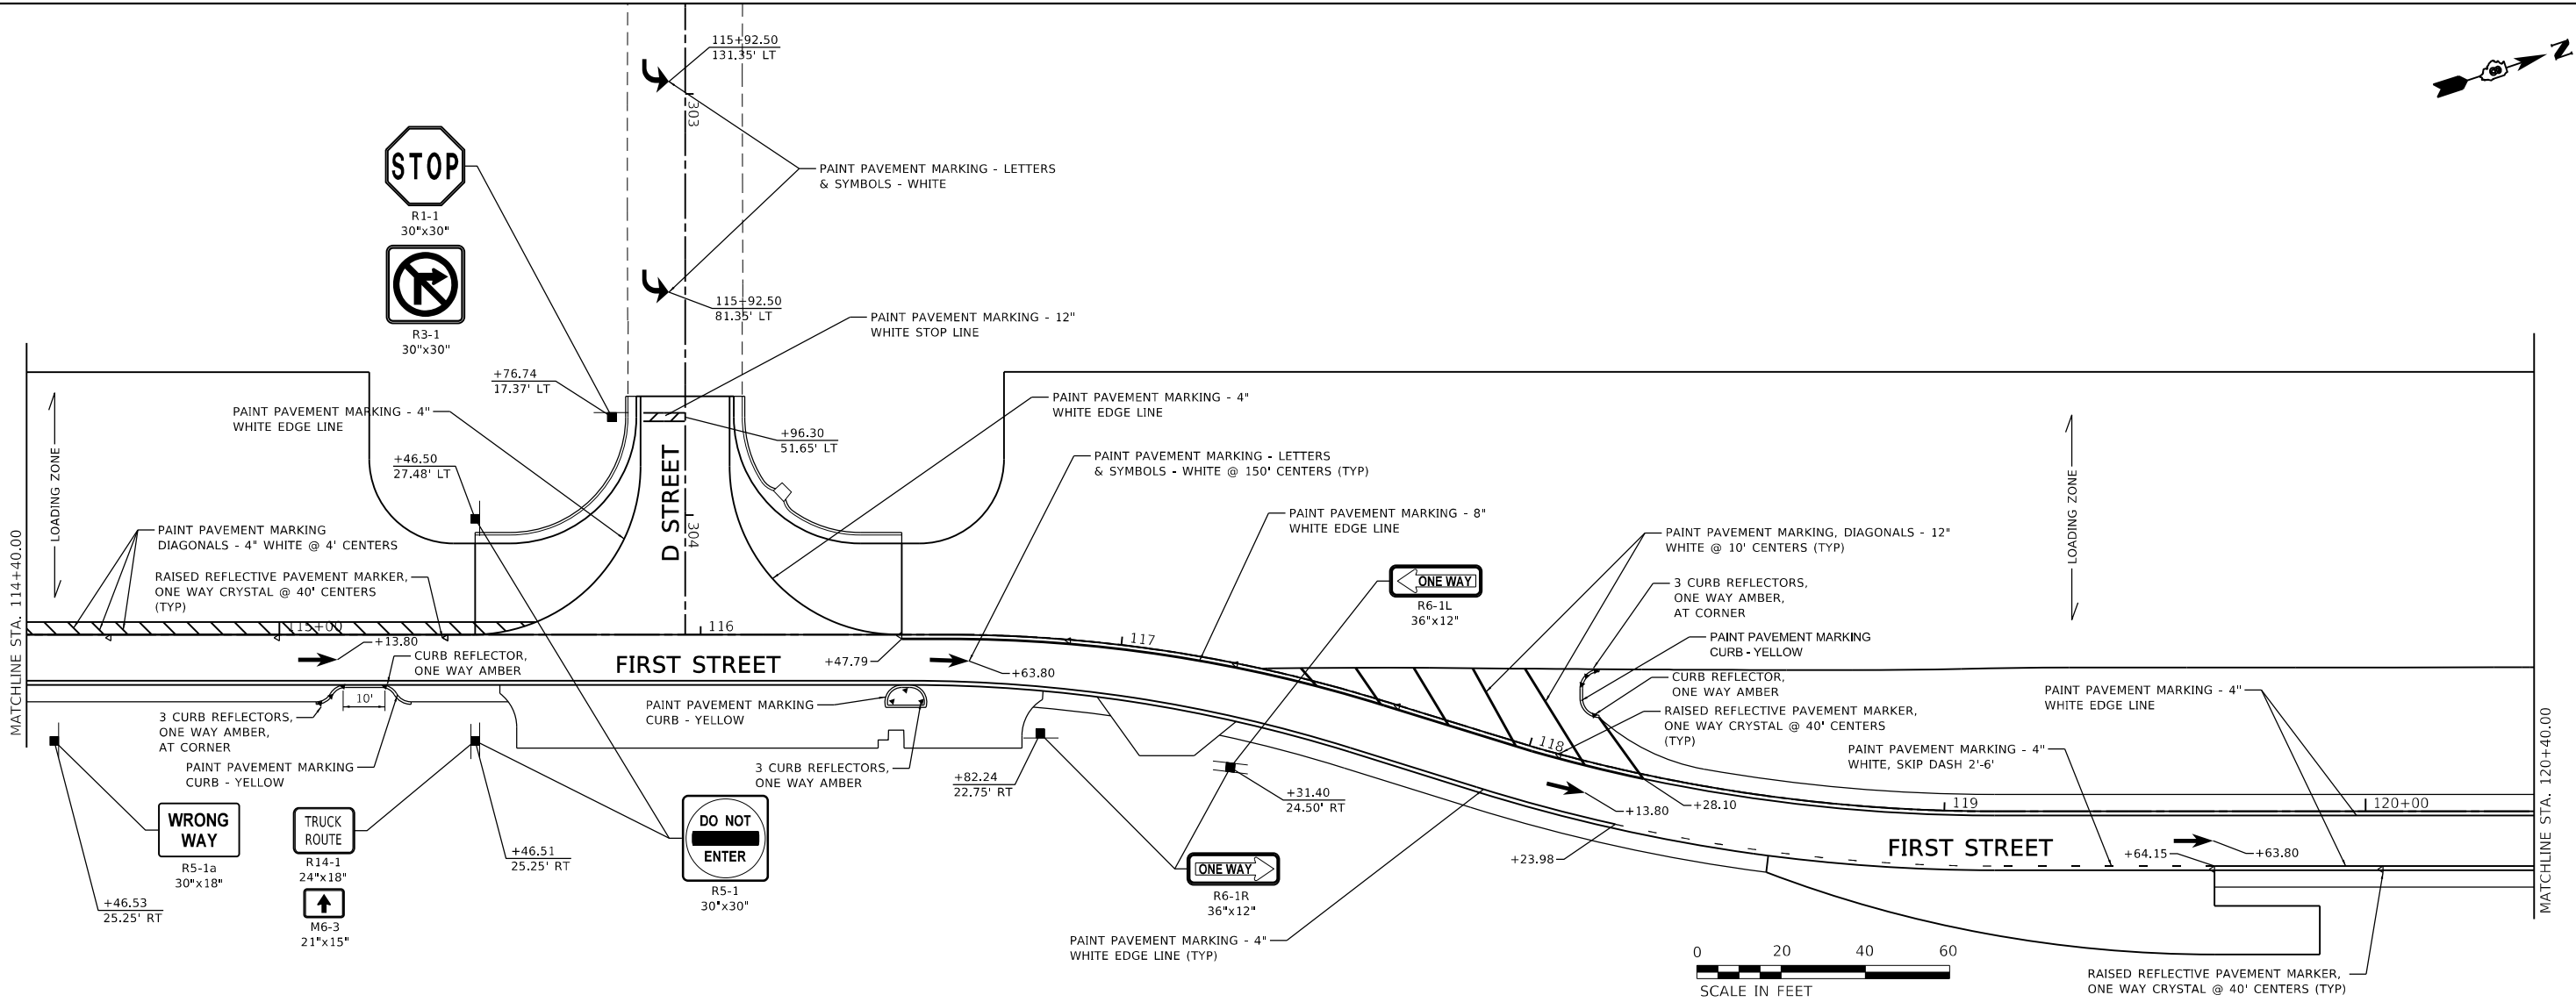 115+92.50
131.35' LT
N
303
STOP
R1-1
30"x30"
PAINT PAVEMENT MARKING - LETTERS
& SYMBOLS - WHITE
R3-1
30"x30"
115+92.50
81.35' LT
PAINT PAVEMENT MARKING - 12"
WHITE STOP LINE
+76.74
17.37' LT
PAINT PAVEMENT MARKING - 4"
WHITE EDGE LINE
PAINT PAVEMENT MARKING - 4"
WHITE EDGE LINE
+96.30
51.65' LT
+46.50
27.48' LT
D STREET
304
PAINT PAVEMENT MARKING - LETTERS
& SYMBOLS - WHITE @ 150' CENTERS (TYP)
LOADING ZONE
LOADING ZONE
MATCHLINE STA. 114+40.00
PAINT PAVEMENT MARKING
DIAGONALS - 4" WHITE @ 4' CENTERS
RAISED REFLECTIVE PAVEMENT MARKER,
ONE WAY CRYSTAL @ 40' CENTERS
(TYP)
PAINT PAVEMENT MARKING - 8"
WHITE EDGE LINE
PAINT PAVEMENT MARKING, DIAGONALS - 12"
WHITE @ 10' CENTERS (TYP)
ONE WAY
R6-1L
36"x12"
3 CURB REFLECTORS,
ONE WAY AMBER,
AT CORNER
115+00
+13.80
116
117
PAINT PAVEMENT MARKING
CURB - YELLOW
CURB REFLECTOR,
ONE WAY AMBER
FIRST STREET
+47.79
+63.80
CURB REFLECTOR,
ONE WAY AMBER
10'
PAINT PAVEMENT MARKING
CURB - YELLOW
PAINT PAVEMENT MARKING - 4"
WHITE EDGE LINE
3 CURB REFLECTORS,
ONE WAY AMBER,
AT CORNER
RAISED REFLECTIVE PAVEMENT MARKER,
ONE WAY CRYSTAL @ 40' CENTERS
(TYP)
118
PAINT PAVEMENT MARKING - 4"
WHITE, SKIP DASH 2'-6'
PAINT PAVEMENT MARKING
CURB - YELLOW
3 CURB REFLECTORS,
ONE WAY AMBER
+82.24
22.75' RT
+31.40
24.50' RT
+13.80
+28.10
119
120+00
MATCHLINE STA. 120+40.00
WRONG
WAY
R5-1a
30"x18"
TRUCK
ROUTE
R14-1
24"x18"
M6-3
21"x15"
+46.51
25.25' RT
DO NOT
ENTER
R5-1
30"x30"
ONE WAY
R6-1R
36"x12"
+23.98
FIRST STREET
+64.15
+63.80
+46.53
25.25' RT
PAINT PAVEMENT MARKING - 4"
WHITE EDGE LINE (TYP)
0 20 40 60
SCALE IN FEET
RAISED REFLECTIVE PAVEMENT MARKER,
ONE WAY CRYSTAL @ 40' CENTERS (TYP)